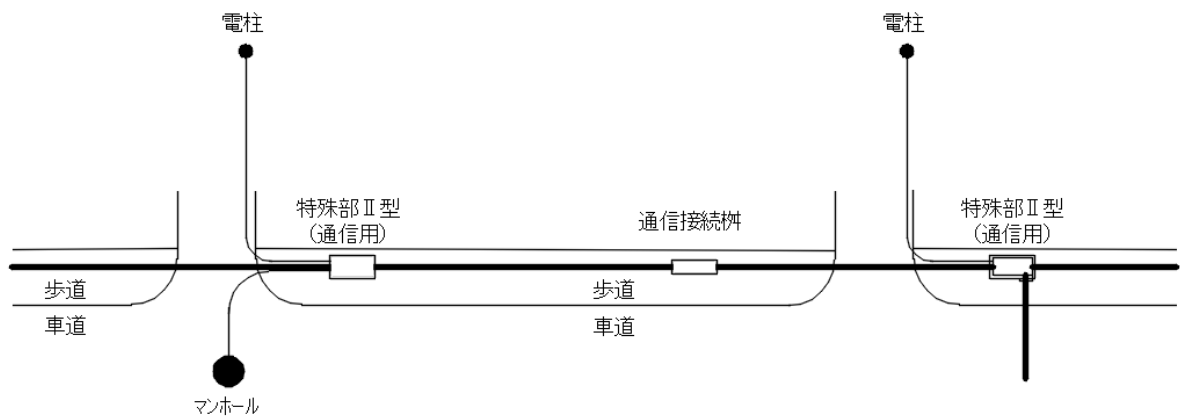 電柱
電柱
特殊部Ⅱ型
(通信用)
通信接続桝
特殊部Ⅱ型
(通信用)
歩道
歩道
車道
車道
マンホール